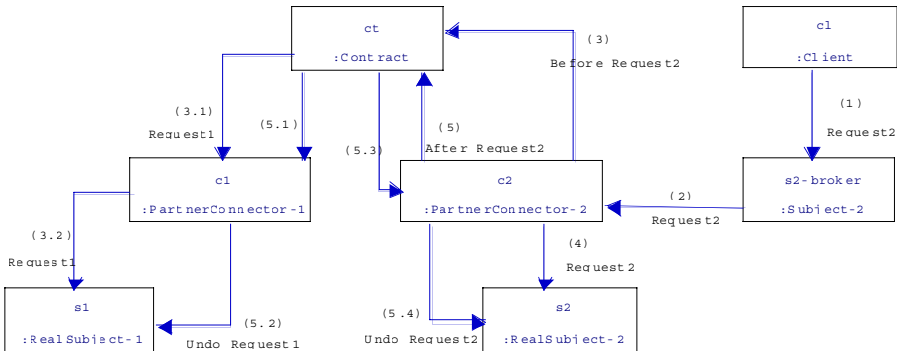 ct
:Contract
cl
:Client
(3)
Before Request2
(1)
Request2
(3.1)
Request1
(5.1)
(5.3)
(5)
After Request2
c1
:PartnerConnector-1
c2
:PartnerConnector-2
s2-broker
:Subject-2
(2)
Request2
(3.2)
Request1
(4)
Request2
s1
:RealSubject-1
(5.2)
Undo Request1
(5.4)
Undo Request2
s2
:RealSubject-2